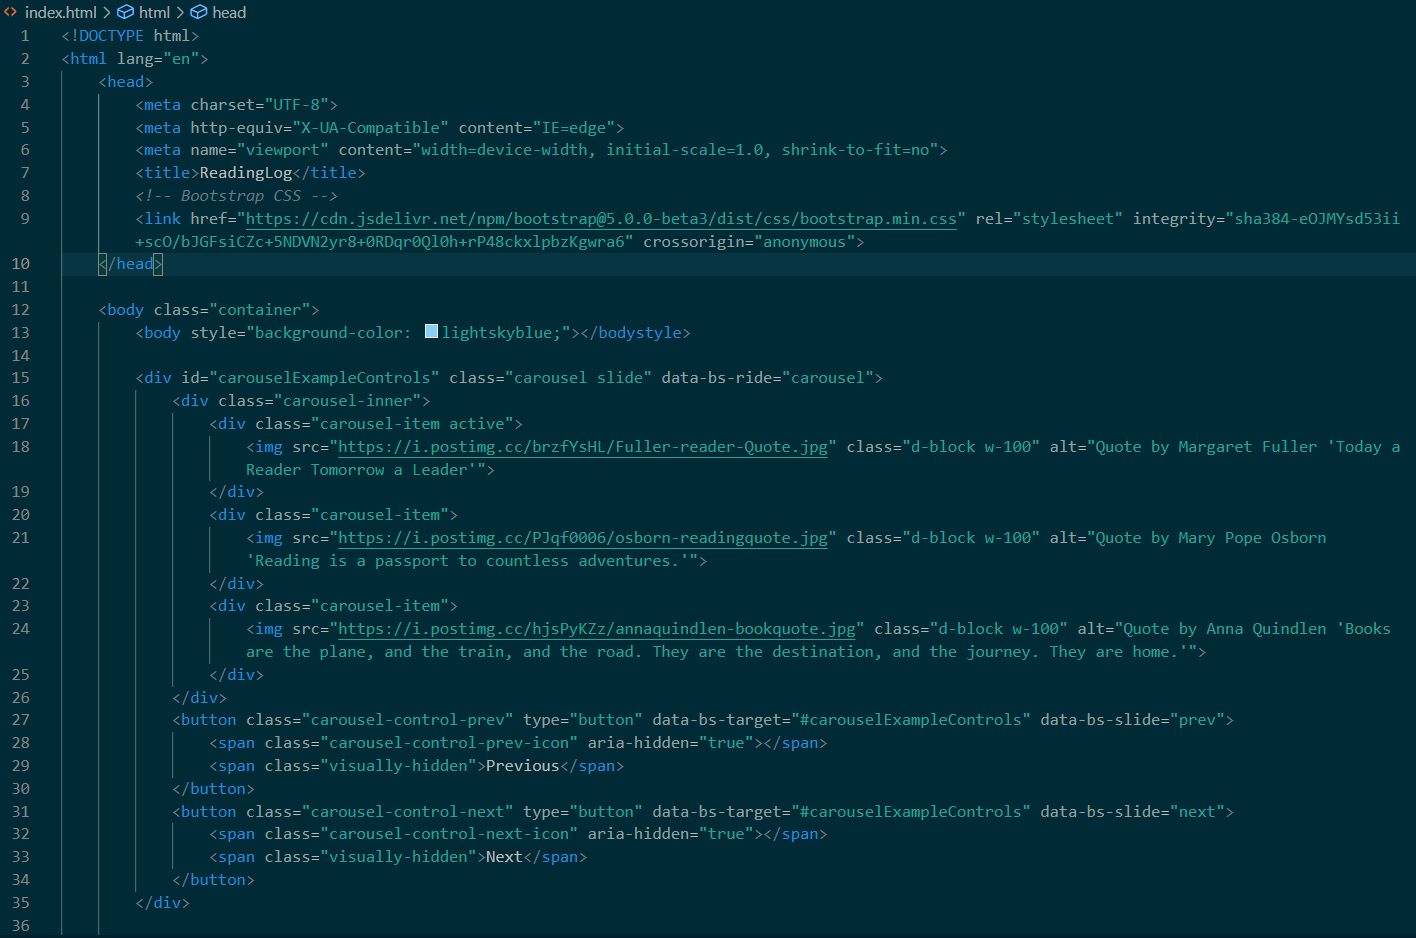 index.html > html > head
1 <!DOCTYPE html>
2 <html lang="en">
3 <head>
4 <meta charset="UTF-8">
5 <meta http-equiv="X-UA-Compatible" content="IE=edge">
6 <meta name="viewport" content="width=device-width, initial-scale=1.0, shrink-to-fit=no">
7 <title>ReadingLog</title>
8 <!-- Bootstrap CSS -->
9 <link href="https://cdn.jsdelivr.net/npm/bootstrap@5.0.0-beta3/dist/css/bootstrap.min.css" rel="stylesheet" integrity="sha384-eOJMYsd53ii
+scO/bJGFsiCZc+5NDVN2yr8+0RDqr0Ql0h+rP48ckxlpbzKgwra6" crossorigin="anonymous">
10 </head>
11
12 <body class="container">
13 <body style="background-color: lightskyblue;"></bodystyle>
14
15 <div id="carouselExampleControls" class="carousel slide" data-bs-ride="carousel">
16 <div class="carousel-inner">
17 <div class="carousel-item active">
18 <img src="https://i.postimg.cc/brzfYsHL/Fuller-reader-Quote.jpg" class="d-block w-100" alt="Quote by Margaret Fuller 'Today a
Reader Tomorrow a Leader'">
19 </div>
20 <div class="carousel-item">
21 <img src="https://i.postimg.cc/PJqf0006/osborn-readingquote.jpg" class="d-block w-100" alt="Quote by Mary Pope Osborn
'Reading is a passport to countless adventures.'">
22 </div>
23 <div class="carousel-item">
24 <img src="https://i.postimg.cc/hjsPyKZz/annaquindlen-bookquote.jpg" class="d-block w-100" alt="Quote by Anna Quindlen 'Books
are the plane, and the train, and the road. They are the destination, and the journey. They are home.'">
25 </div>
26 </div>
27 <button class="carousel-control-prev" type="button" data-bs-target="#carouselExampleControls" data-bs-slide="prev">
28 <span class="carousel-control-prev-icon" aria-hidden="true"></span>
29 <span class="visually-hidden">Previous</span>
30 </button>
31 <button class="carousel-control-next" type="button" data-bs-target="#carouselExampleControls" data-bs-slide="next">
32 <span class="carousel-control-next-icon" aria-hidden="true"></span>
33 <span class="visually-hidden">Next</span>
34 </button>
35 </div>
36